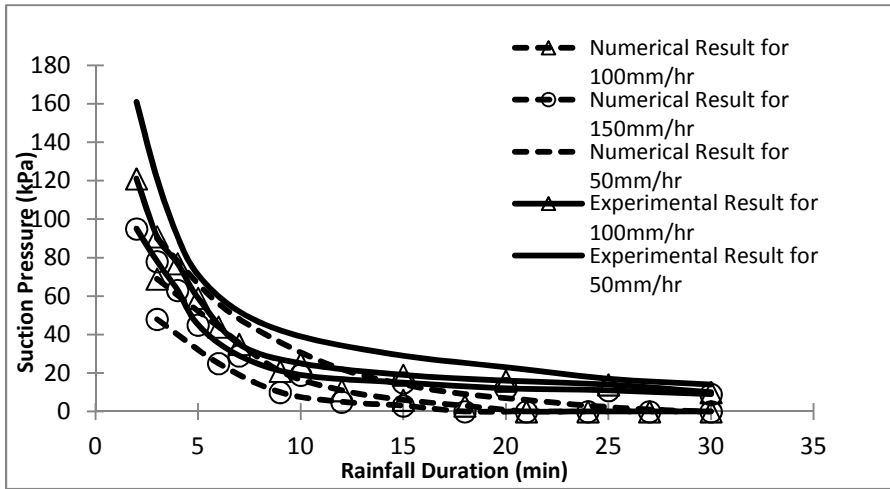 180
160
140
120
100
80
60
40
20
0
Suction Pressure (kPa)
0 5 10 15 20 25 30 35
Rainfall Duration (min)
Numerical Result for
100mm/hr
Numerical Result for
150mm/hr
Numerical Result for
50mm/hr
Experimental Result for
100mm/hr
Experimental Result for
50mm/hr